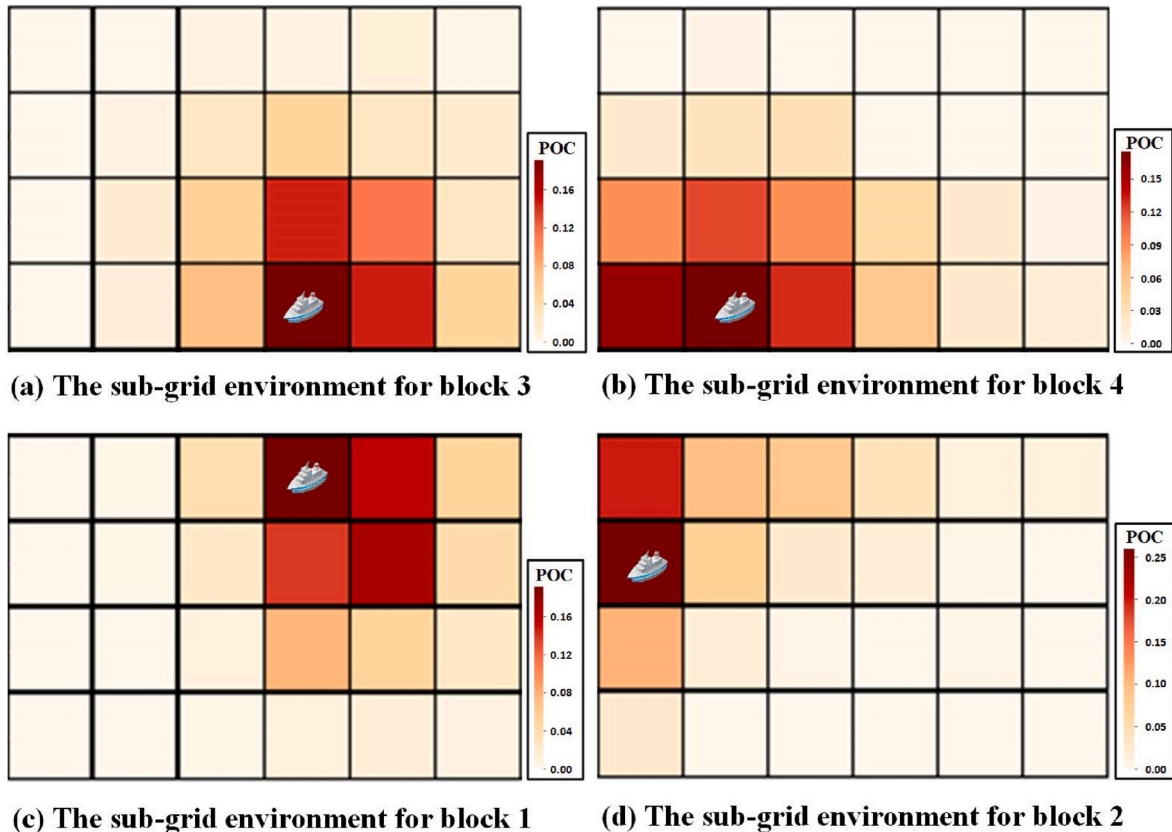 POC
0.16
0.12
0.08
0.04
0.00
POC
0.15
0.12
0.09
0.06
0.03
0.00
(a) The sub-grid environment for block 3
(b) The sub-grid environment for block 4
POC
0.16
0.12
0.08
0.04
0.00
POC
0.25
0.20
0.15
0.10
0.05
0.00
(c) The sub-grid environment for block 1
(d) The sub-grid environment for block 2